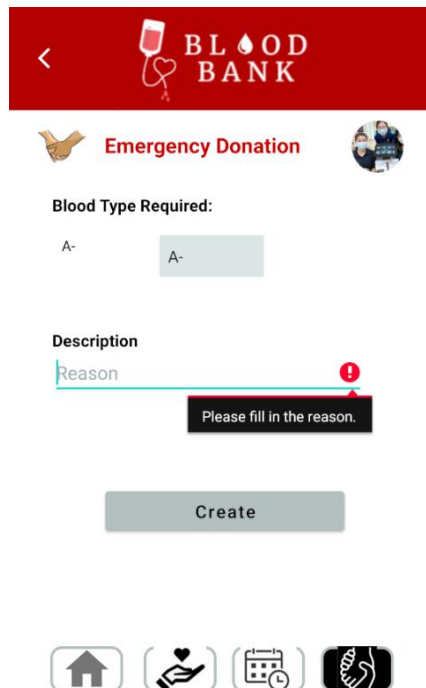 BLOOD
BANK
Emergency Donation
Blood Type Required:
A-
A-
Description
Reason
Please fill in the reason.
Create